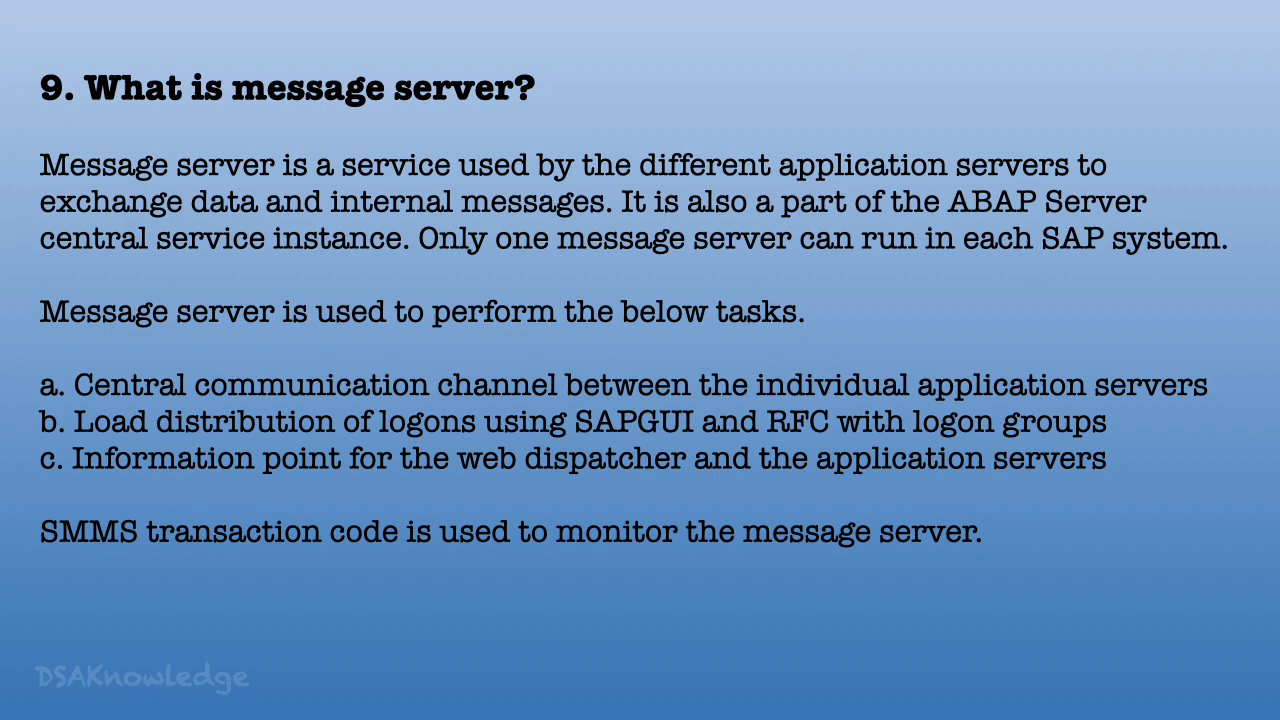 9. What is message server?
Message server is a service used by the different application servers to
exchange data and internal messages. It is also a part of the ABAP Server
central service instance. Only one message server can run in each SAP system.
Message server is used to perform the below tasks.
a. Central communication channel between the individual application servers
b. Load distribution of logons using SAPGUI and RFC with logon groups
c. Information point for the web dispatcher and the application servers
SMMS transaction code is used to monitor the message server.
DSAKnowledge